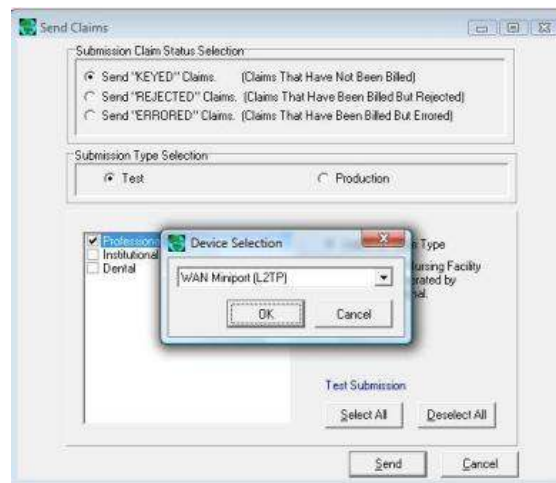 Send Claims
Submission Claim Status Selection
Send "KEYED" Claims. (Claims That Have Not Been Billed)
Send "REJECTED" Claims. (Claims That Have Been Billed But Rejected)
Send "ERRORED" Claims. (Claims That Have Been Billed But Errored)
Submission Type Selection
Test Production
Device Selection
Type
Institutional
Nursing Facility
Dental
WAN Miniport (L2TP)
by
OK Cancel
Test Submission
Select All Deselect All
Send Cancel